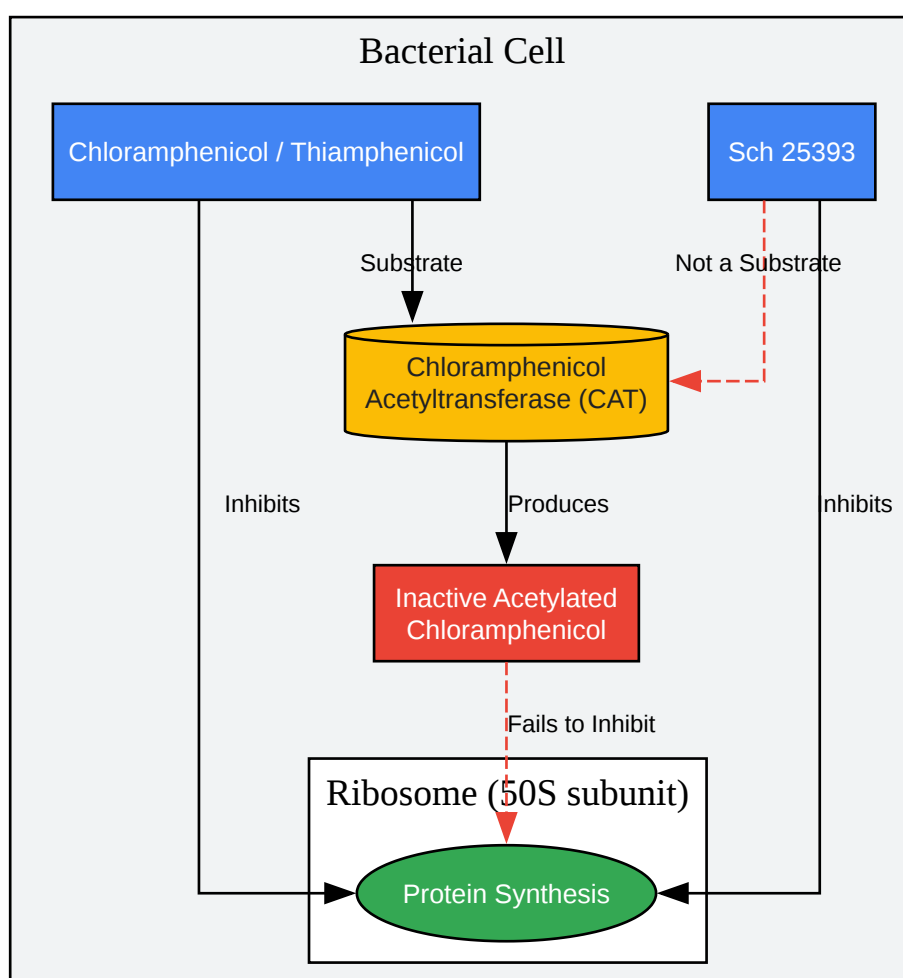 Bacterial Cell
Chloramphenicol / Thiamphenicol
Sch 25393
Substrate
Not a Substrate
Chloramphenicol
Acetyltransferase (CAT)
Inhibits
Produces
Inhibits
Inactive Acetylated
Chloramphenicol
Fails to Inhibit
Ribosome (50S subunit)
Protein Synthesis